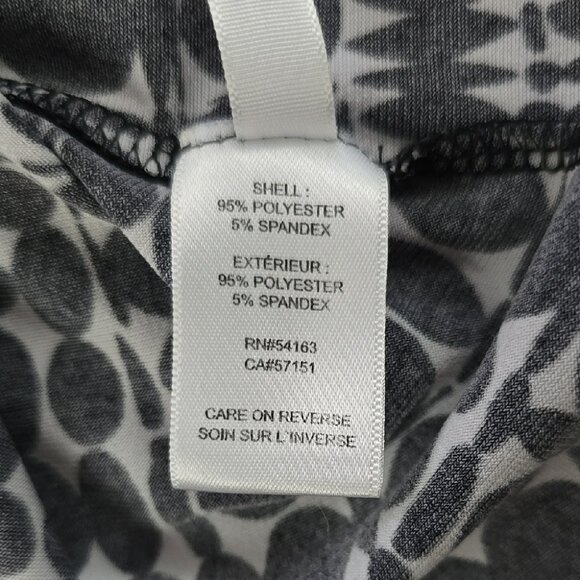 SHELL :
95% POLYESTER
5% SPANDEX
EXTÉRIEUR :
95% POLYESTER
5% SPANDEX
RN#54163
CA#57151
CARE ON REVERSE
SOIN SUR L'INVERSE